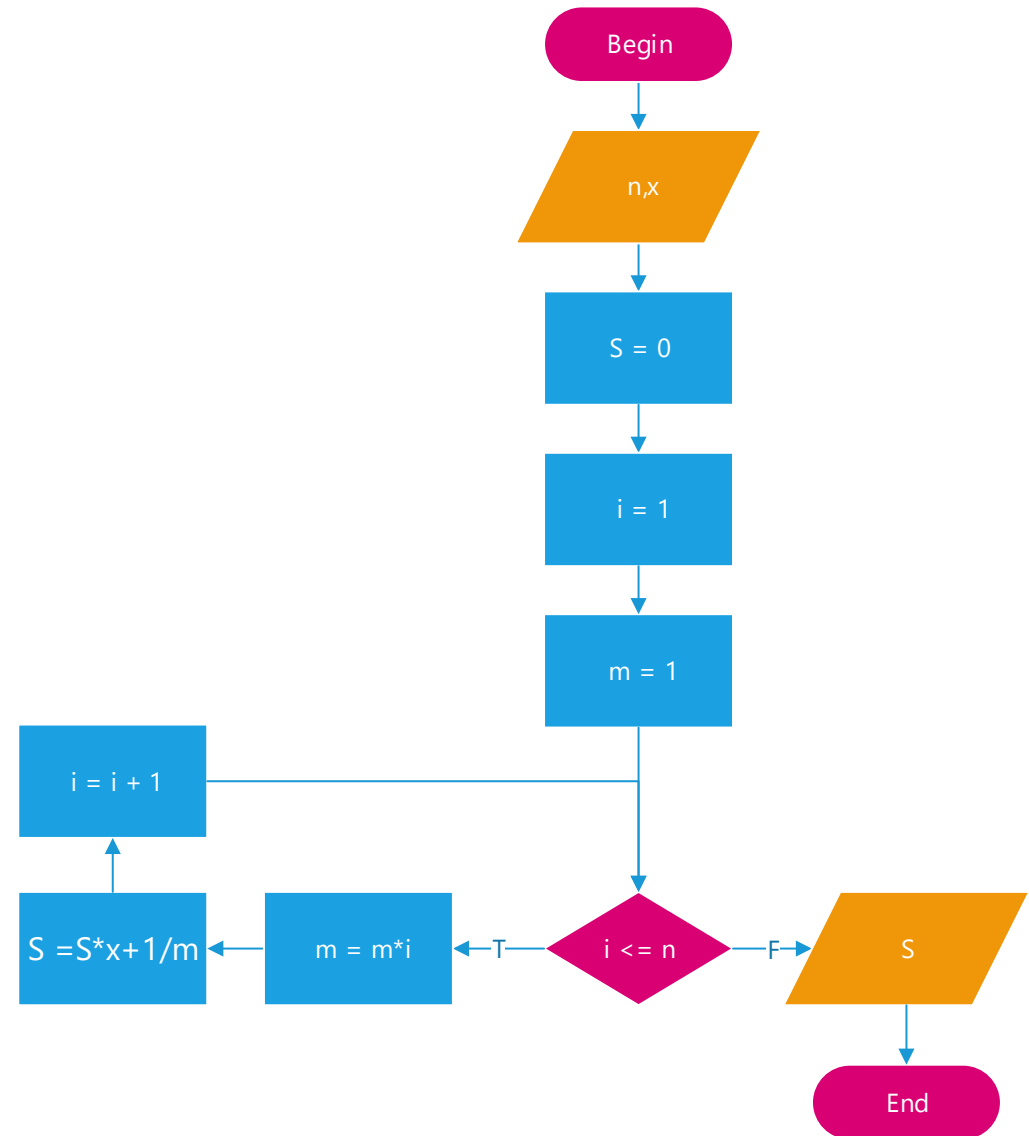 Begin
n,x
S = 0
i = 1
m = 1
i = i + 1
S =S*x+1/m
m = m*i
T
i <= n
F
S
End